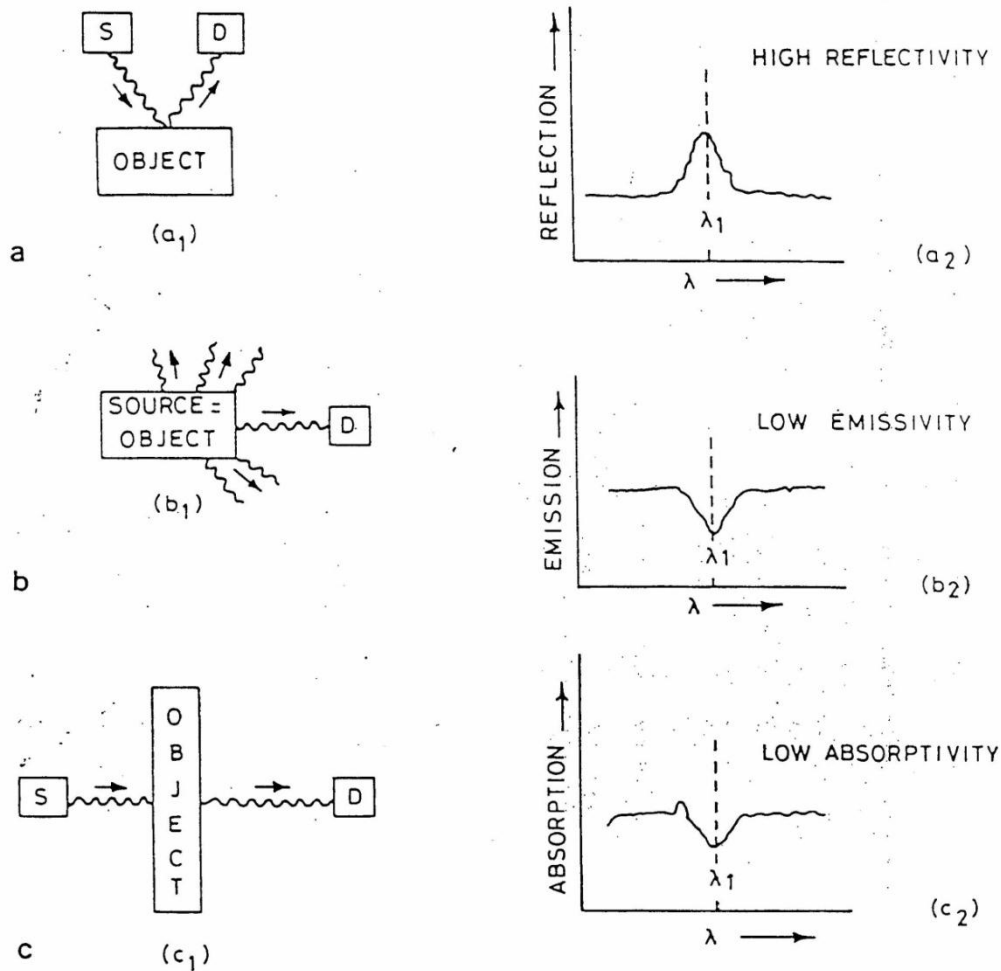 S
D
OBJECT
(a1)
a
REFLECTION
HIGH REFLECTIVITY
λ1
λ
(a2)
SOURCE =
OBJECT
D
(b1)
b
EMISSION
LOW EMISSIVITY
λ1
λ
(b2)
S
OBJECT
D
(c1)
c
ABSORPTION
LOW ABSORPTIVITY
λ1
λ
(c2)